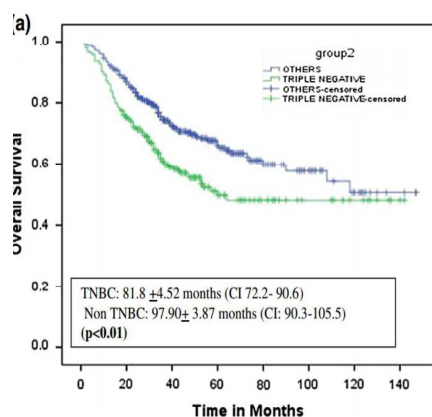 (a)
group2
OTHERS
TRIPLE NEGATIVE
OTHERS-censored
TRIPLE NEGATIVE-censored
Overall Survival
1.0
0.8
0.6
0.4
0.2
0.0
TNBC: 81.8 +4.52 months (CI 72.2- 90.6)
Non TNBC: 97.90+ 3.87 months (CI: 90.3-105.5)
(p<0.01)
0 20 40 60 80 100 120 140
Time in Months